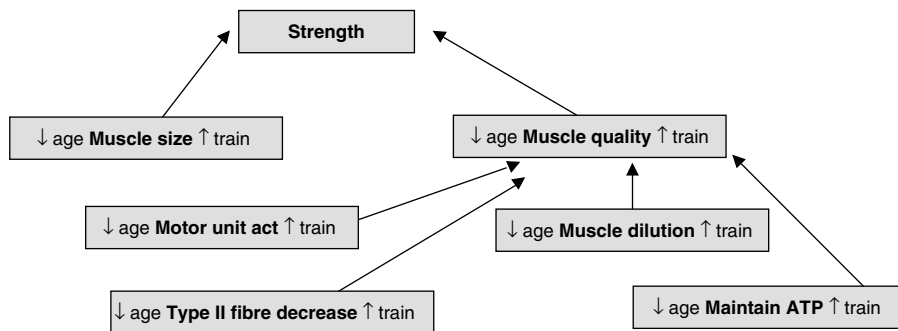 Strength
↓ age Muscle size ↑ train
↓ age Muscle quality ↑ train
↓ age Motor unit act ↑ train
↓ age Muscle dilution ↑ train
↓ age Type II fibre decrease ↑ train
↓ age Maintain ATP ↑ train